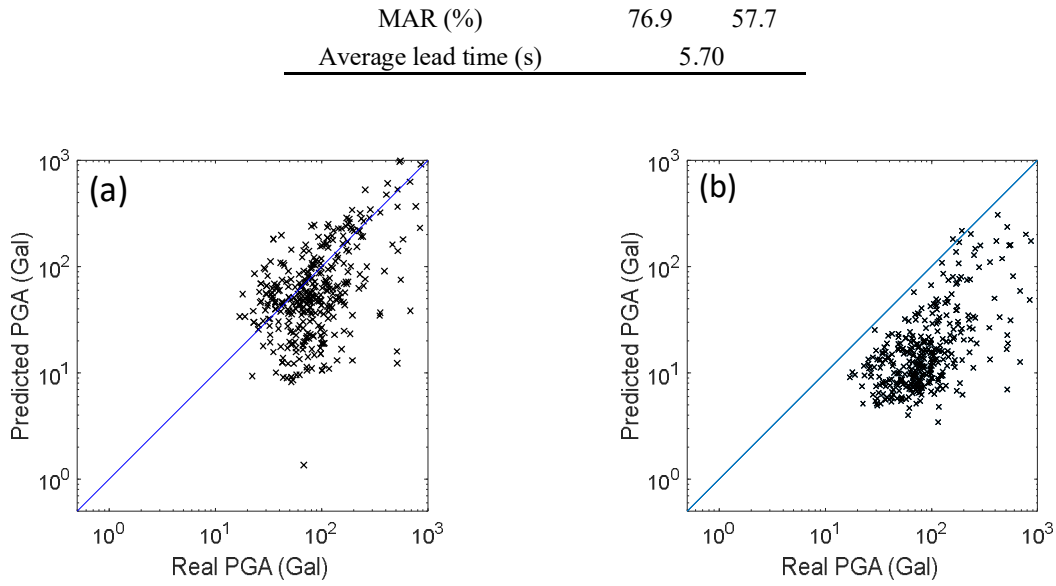 MAR (%) 76.9 57.7
Average lead time (s) 5.70
(a)
10³
10²
10¹
10⁰
Predicted PGA (Gal)
10⁰ 10¹ 10² 10³
Real PGA (Gal)
(b)
10³
10²
10¹
10⁰
Predicted PGA (Gal)
10⁰ 10¹ 10² 10³
Real PGA (Gal)